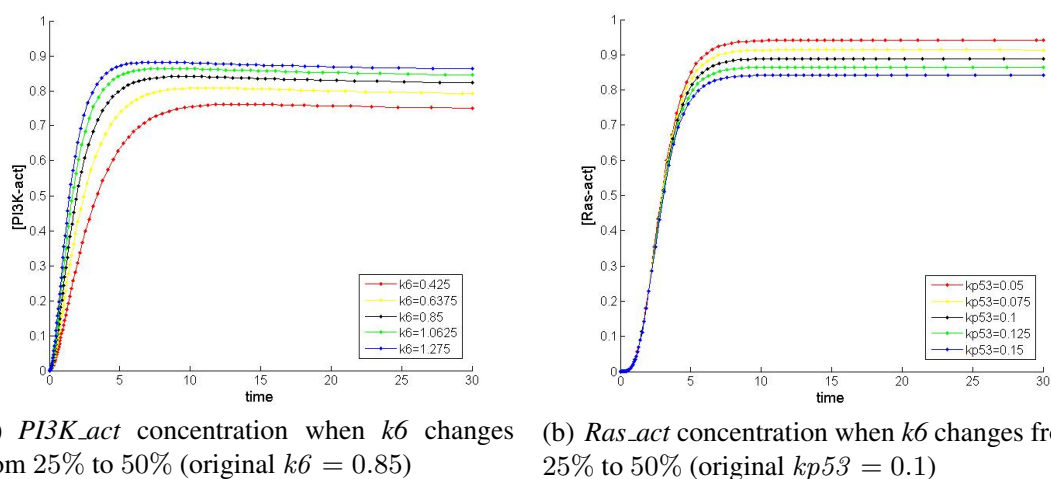 1
0.9
0.8
0.7
0.6
0.5
0.4
0.3
0.2
0.1
0
[PI3K-act]
0 5 10 15 20 25 30
time
k6=0.425
k6=0.6375
k6=0.85
k6=1.0625
k6=1.275
1
0.9
0.8
0.7
0.6
0.5
0.4
0.3
0.2
0.1
0
[Ras-act]
0 5 10 15 20 25 30
time
kp53=0.05
kp53=0.075
kp53=0.1
kp53=0.125
kp53=0.15
) PI3K_act concentration when k6 changes
om 25% to 50% (original k6 = 0.85)
(b) Ras_act concentration when k6 changes fro
25% to 50% (original kp53 = 0.1)